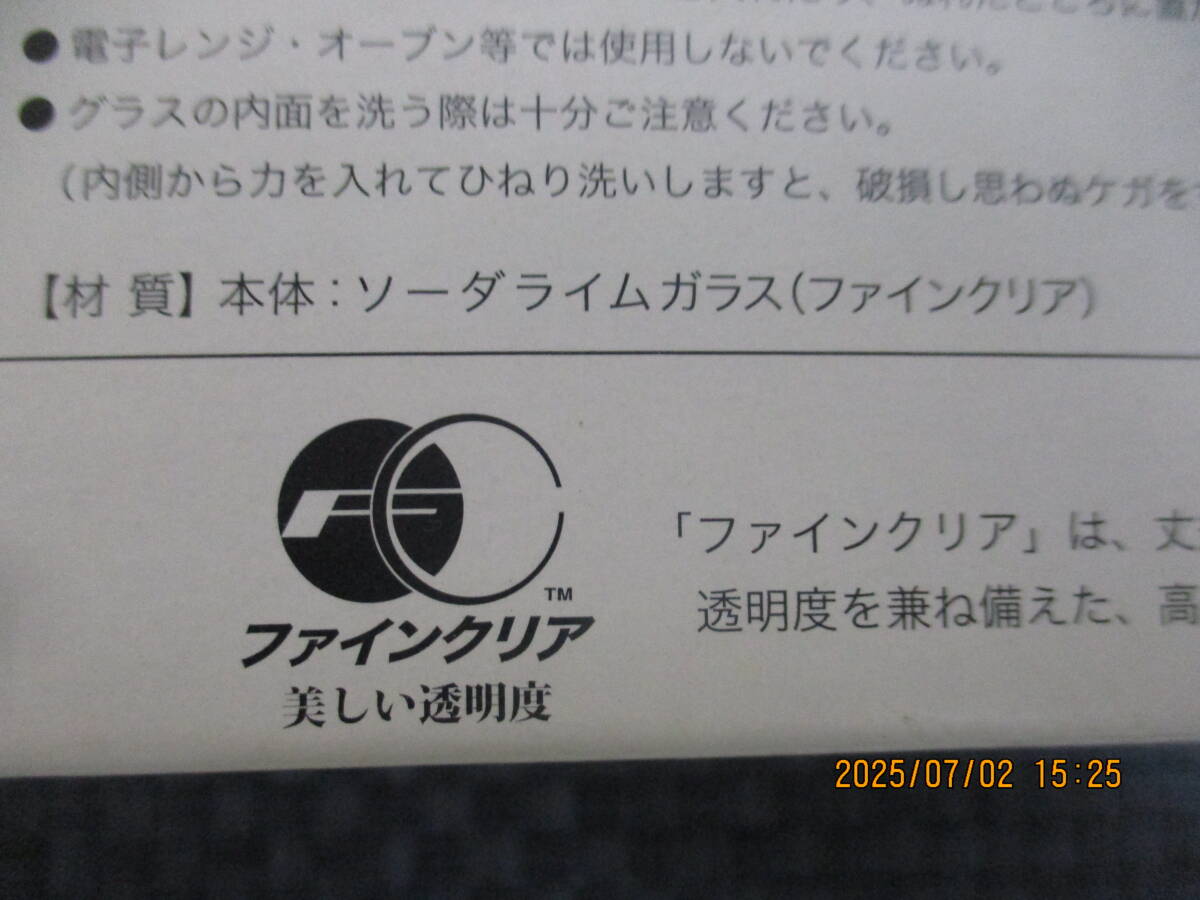 ●電子レンジ・オーブン等では使用しないでください。
●グラスの内面を洗う際は十分ご注意ください。
(内側から力を入れてひねり洗いしますと、破損し思わぬケガを
【材 質】本体:ソーダライムガラス(ファインクリア)
TM
ファインクリア
美しい透明度
「ファインクリア」は、丈
透明度を兼ね備えた、高
2025/07/02 15:25